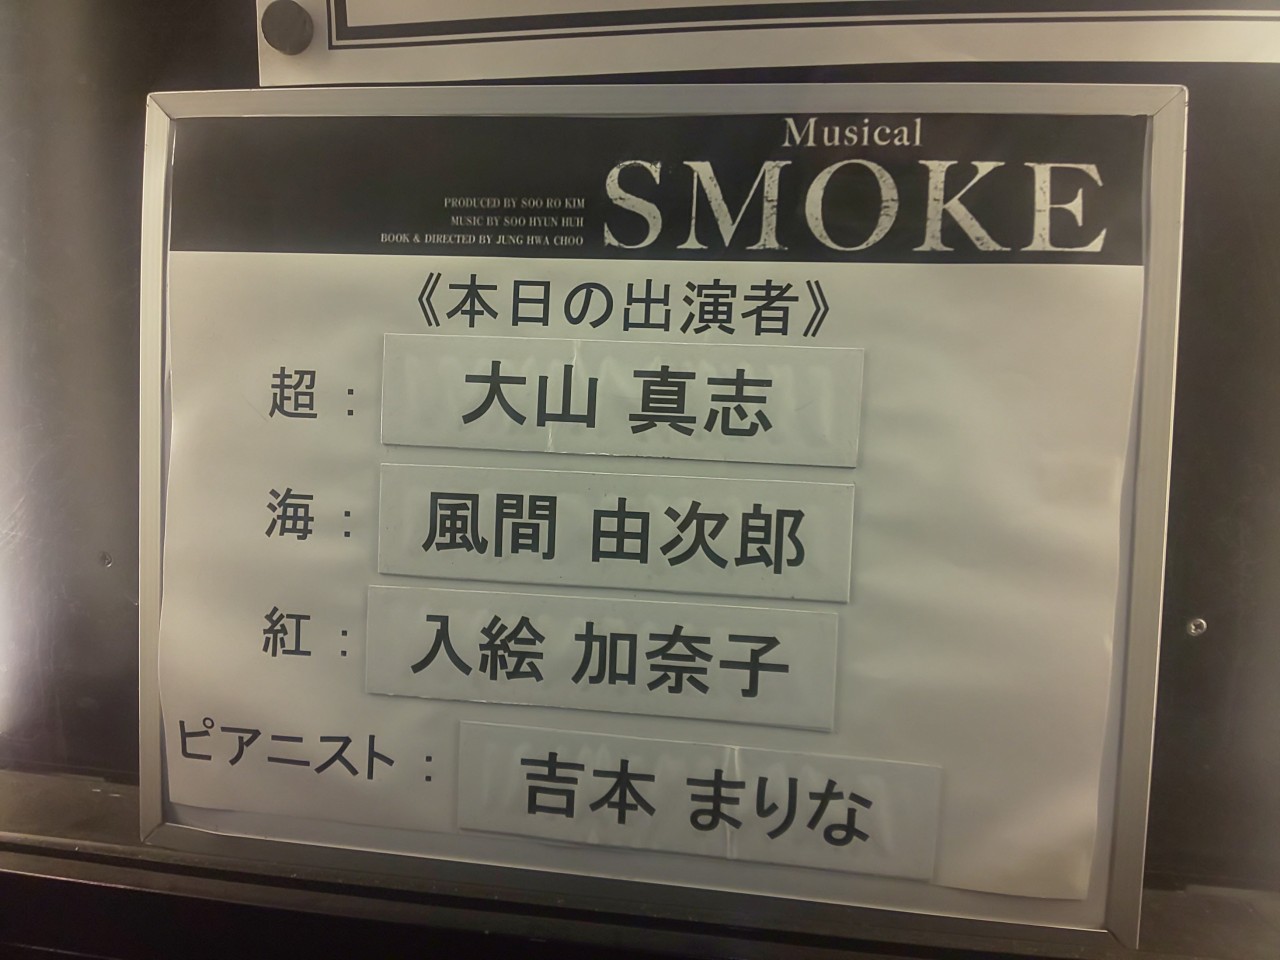 Musical
SMOKE
PRODUCED BY SOO RO KIM
MUSIC BY SOO HYUN HUH
BOOK & DIRECTED BY JUNG HWA CHOO
《本日の出演者》
超：大山 真志
海：風間 由次郎
紅：入絵 加奈子
ピアニスト：吉本 まりな